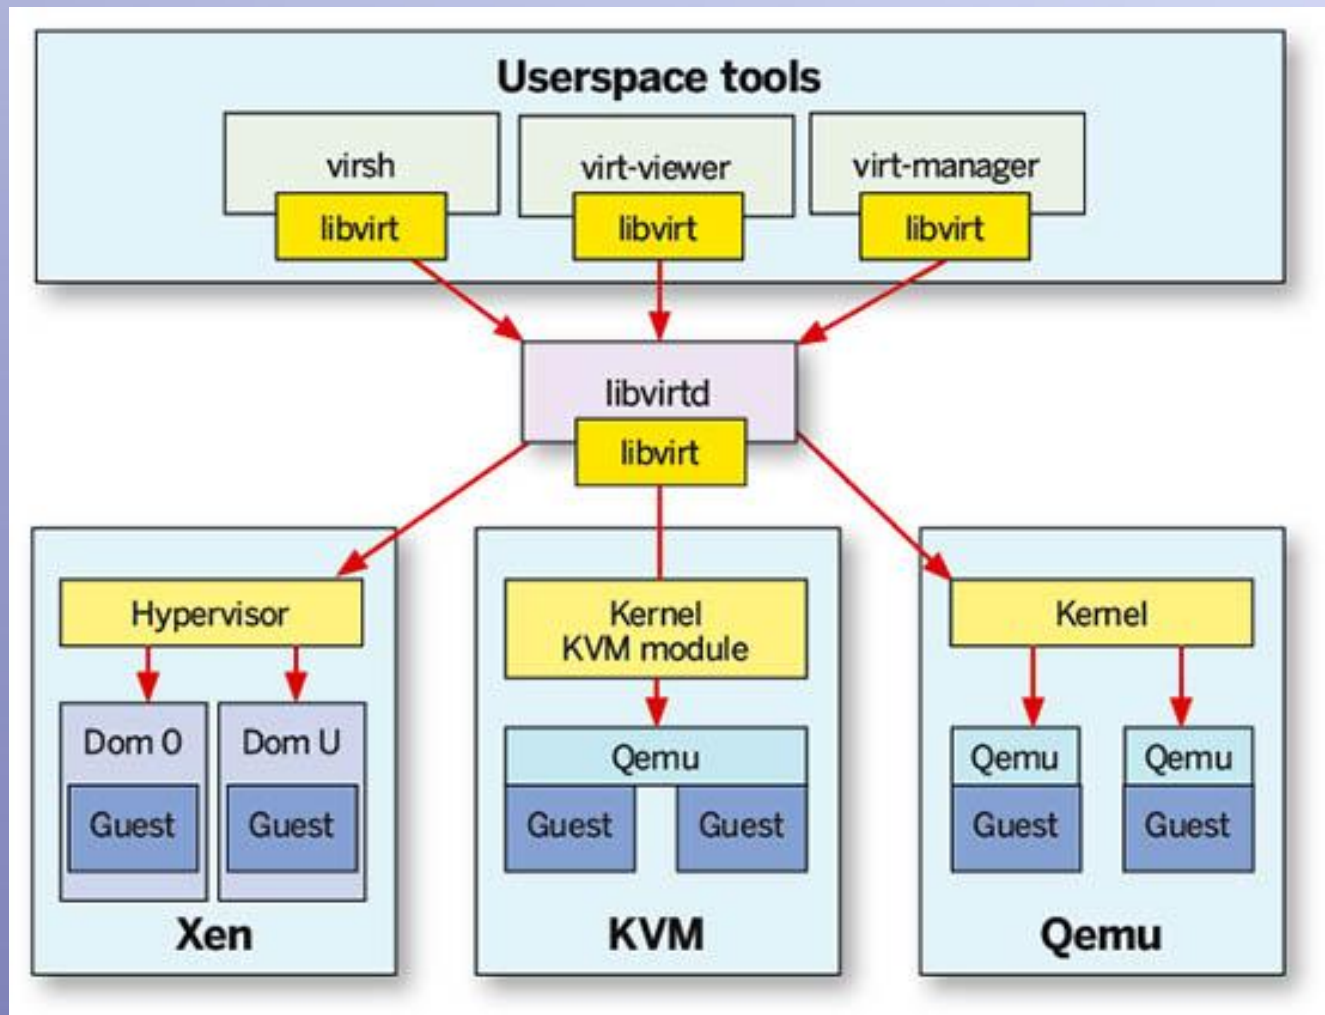 Userspace tools
virsh
virt-viewer
virt-manager
libvirt
libvirt
libvirt
libvirtd
libvirt
Hypervisor
Dom 0
Dom U
Guest
Guest
Xen
Kernel
KVM module
Qemu
Guest
Guest
KVM
Kernel
Qemu
Qemu
Guest
Guest
Qemu